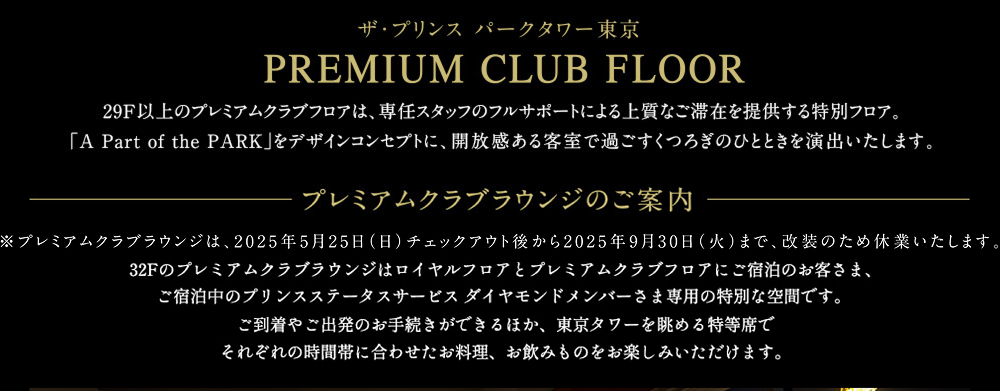 ザ・プリンス パークタワー東京
PREMIUM CLUB FLOOR
29F以上のプレミアムクラブフロアは、専任スタッフのフルサポートによる上質なご滞在を提供する特別フロア。
「A Part of the PARK」をデザインコンセプトに、開放感ある客室で過ごすくつろぎのひとときを演出いたします。
プレミアムクラブラウンジのご案内
※プレミアムクラブラウンジは、2025年5月25日(日)チェックアウト後から2025年9月30日(火)まで、改装のため休業いたします。
32Fのプレミアムクラブラウンジはロイヤルフロアとプレミアムクラブフロアにご宿泊のお客さま、
ご宿泊中のプリンスステータスサービス ダイヤモンドメンバーさま専用の特別な空間です。
ご到着やご出発のお手続きができるほか、東京タワーを眺める特等席で
それぞれの時間帯に合わせたお料理、お飲みものをお楽しみいただけます。